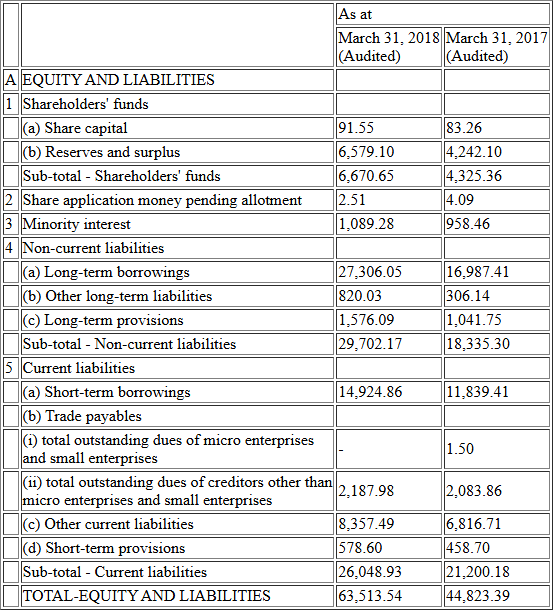 As at
March 31, 2018 March 31, 2017
(Audited) (Audited)
A EQUITY AND LIABILITIES
1 Shareholders' funds
(a) Share capital 91.55 83.26
(b) Reserves and surplus 6,579.10 4,242.10
Sub-total - Shareholders' funds 6,670.65 4,325.36
2 Share application money pending allotment 2.51 4.09
3 Minority interest 1,089.28 958.46
4 Non-current liabilities
(a) Long-term borrowings 27,306.05 16,987.41
(b) Other long-term liabilities 820.03 306.14
(c) Long-term provisions 1,576.09 1,041.75
Sub-total - Non-current liabilities 29,702.17 18,335.30
5 Current liabilities
(a) Short-term borrowings 14,924.86 11,839.41
(b) Trade payables
(i) total outstanding dues of micro enterprises
and small enterprises - 1.50
(ii) total outstanding dues of creditors other than
micro enterprises and small enterprises 2,187.98 2,083.86
(c) Other current liabilities 8,357.49 6,816.71
(d) Short-term provisions 578.60 458.70
Sub-total - Current liabilities 26,048.93 21,200.18
TOTAL-EQUITY AND LIABILITIES 63,513.54 44,823.39